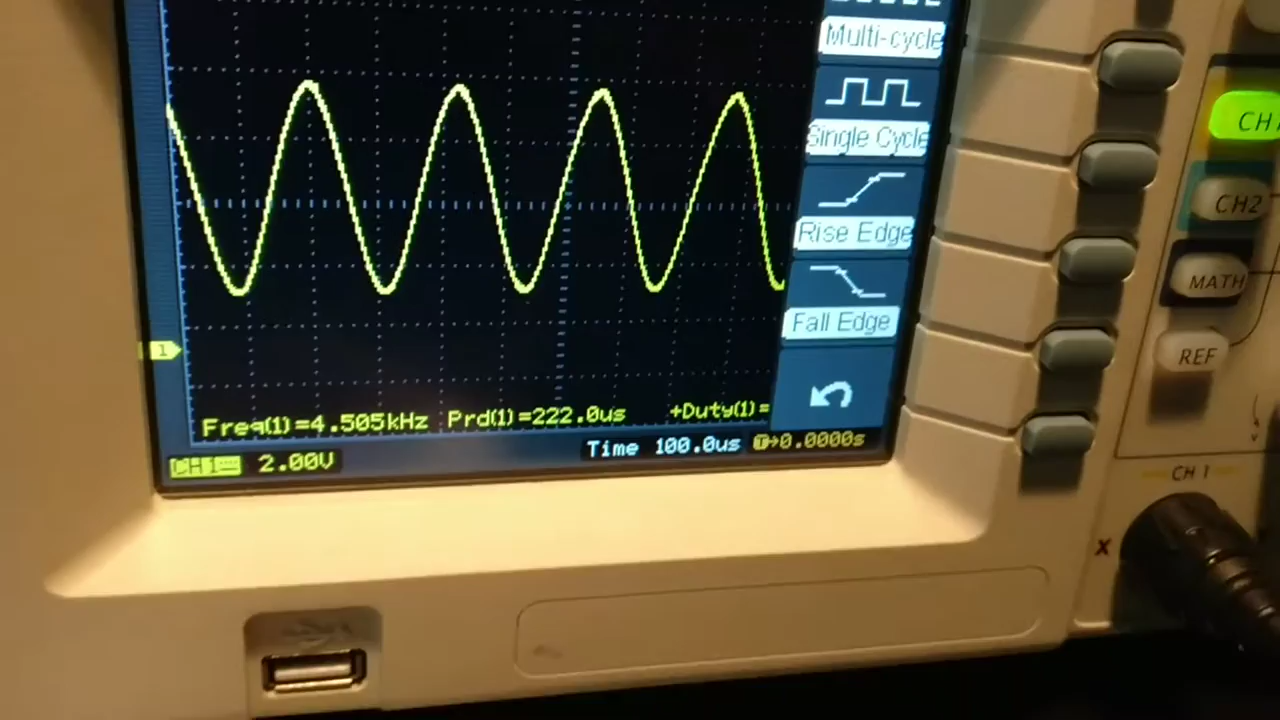 Multi-cycle
Single Cycle
Rise Edge
Fall Edge
1
Freq(1)=4.505kHz Prd(1)=222.0us +Duty(1)=
CH1 2.00V Time 100.0us T→0.0000s
CH1
CH2
MATH
REF
CH 1
X